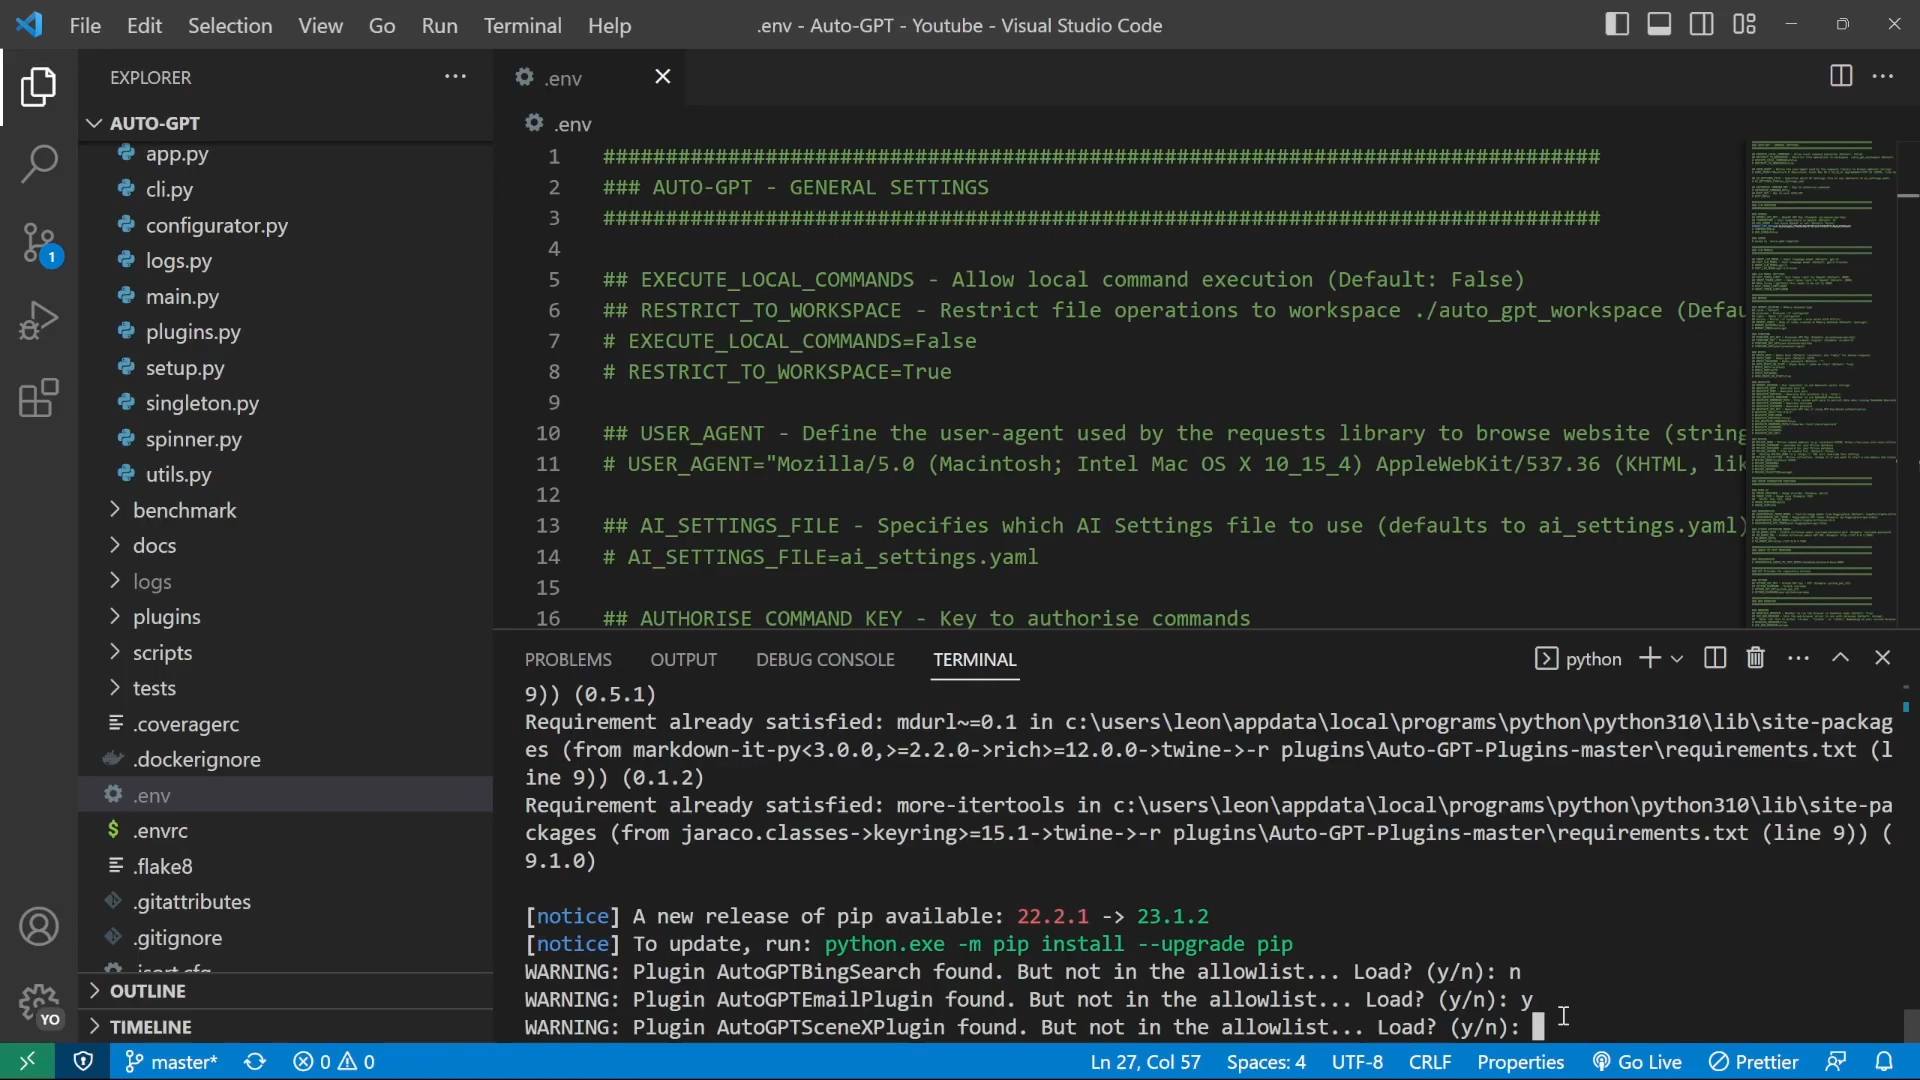 File Edit Selection View Go Run Terminal Help .env - Auto-GPT - Youtube - Visual Studio Code
EXPLORER
AUTO-GPT
app.py
cli.py
configurator.py
logs.py
main.py
plugins.py
setup.py
singleton.py
spinner.py
utils.py
benchmark
docs
logs
plugins
scripts
tests
.coveragerc
.dockerignore
.env
.envrc
.flake8
.gitattributes
.gitignore
.isort.cfg
OUTLINE
TIMELINE
1
YO
.env
.env
1 ################################################################################
2 ### AUTO-GPT - GENERAL SETTINGS
3 ################################################################################
4
5 ## EXECUTE_LOCAL_COMMANDS - Allow local command execution (Default: False)
6 ## RESTRICT_TO_WORKSPACE - Restrict file operations to workspace ./auto_gpt_workspace (Defau
7 # EXECUTE_LOCAL_COMMANDS=False
8 # RESTRICT_TO_WORKSPACE=True
9
10 ## USER_AGENT - Define the user-agent used by the requests library to browse website (string
11 # USER_AGENT="Mozilla/5.0 (Macintosh; Intel Mac OS X 10_15_4) AppleWebKit/537.36 (KHTML, lik
12
13 ## AI_SETTINGS_FILE - Specifies which AI Settings file to use (defaults to ai_settings.yaml)
14 # AI_SETTINGS_FILE=ai_settings.yaml
15
16 ## AUTHORISE COMMAND KEY - Key to authorise commands
PROBLEMS OUTPUT DEBUG CONSOLE TERMINAL python
9)) (0.5.1)
Requirement already satisfied: mdurl~=0.1 in c:\users\leon\appdata\local\programs\python\python310\lib\site-packag
es (from markdown-it-py<3.0.0,>=2.2.0->rich>=12.0.0->twine->-r plugins\Auto-GPT-Plugins-master\requirements.txt (l
ine 9)) (0.1.2)
Requirement already satisfied: more-itertools in c:\users\leon\appdata\local\programs\python\python310\lib\site-pa
ckages (from jaraco.classes->keyring>=15.1->twine->-r plugins\Auto-GPT-Plugins-master\requirements.txt (line 9)) (
9.1.0)
[notice] A new release of pip available: 22.2.1 -> 23.1.2
[notice] To update, run: python.exe -m pip install --upgrade pip
WARNING: Plugin AutoGPTBingSearch found. But not in the allowlist... Load? (y/n): n
WARNING: Plugin AutoGPTEmailPlugin found. But not in the allowlist... Load? (y/n): y
WARNING: Plugin AutoGPTSceneXPlugin found. But not in the allowlist... Load? (y/n):
master* 0 0 Ln 27, Col 57 Spaces: 4 UTF-8 CRLF Properties Go Live Prettier